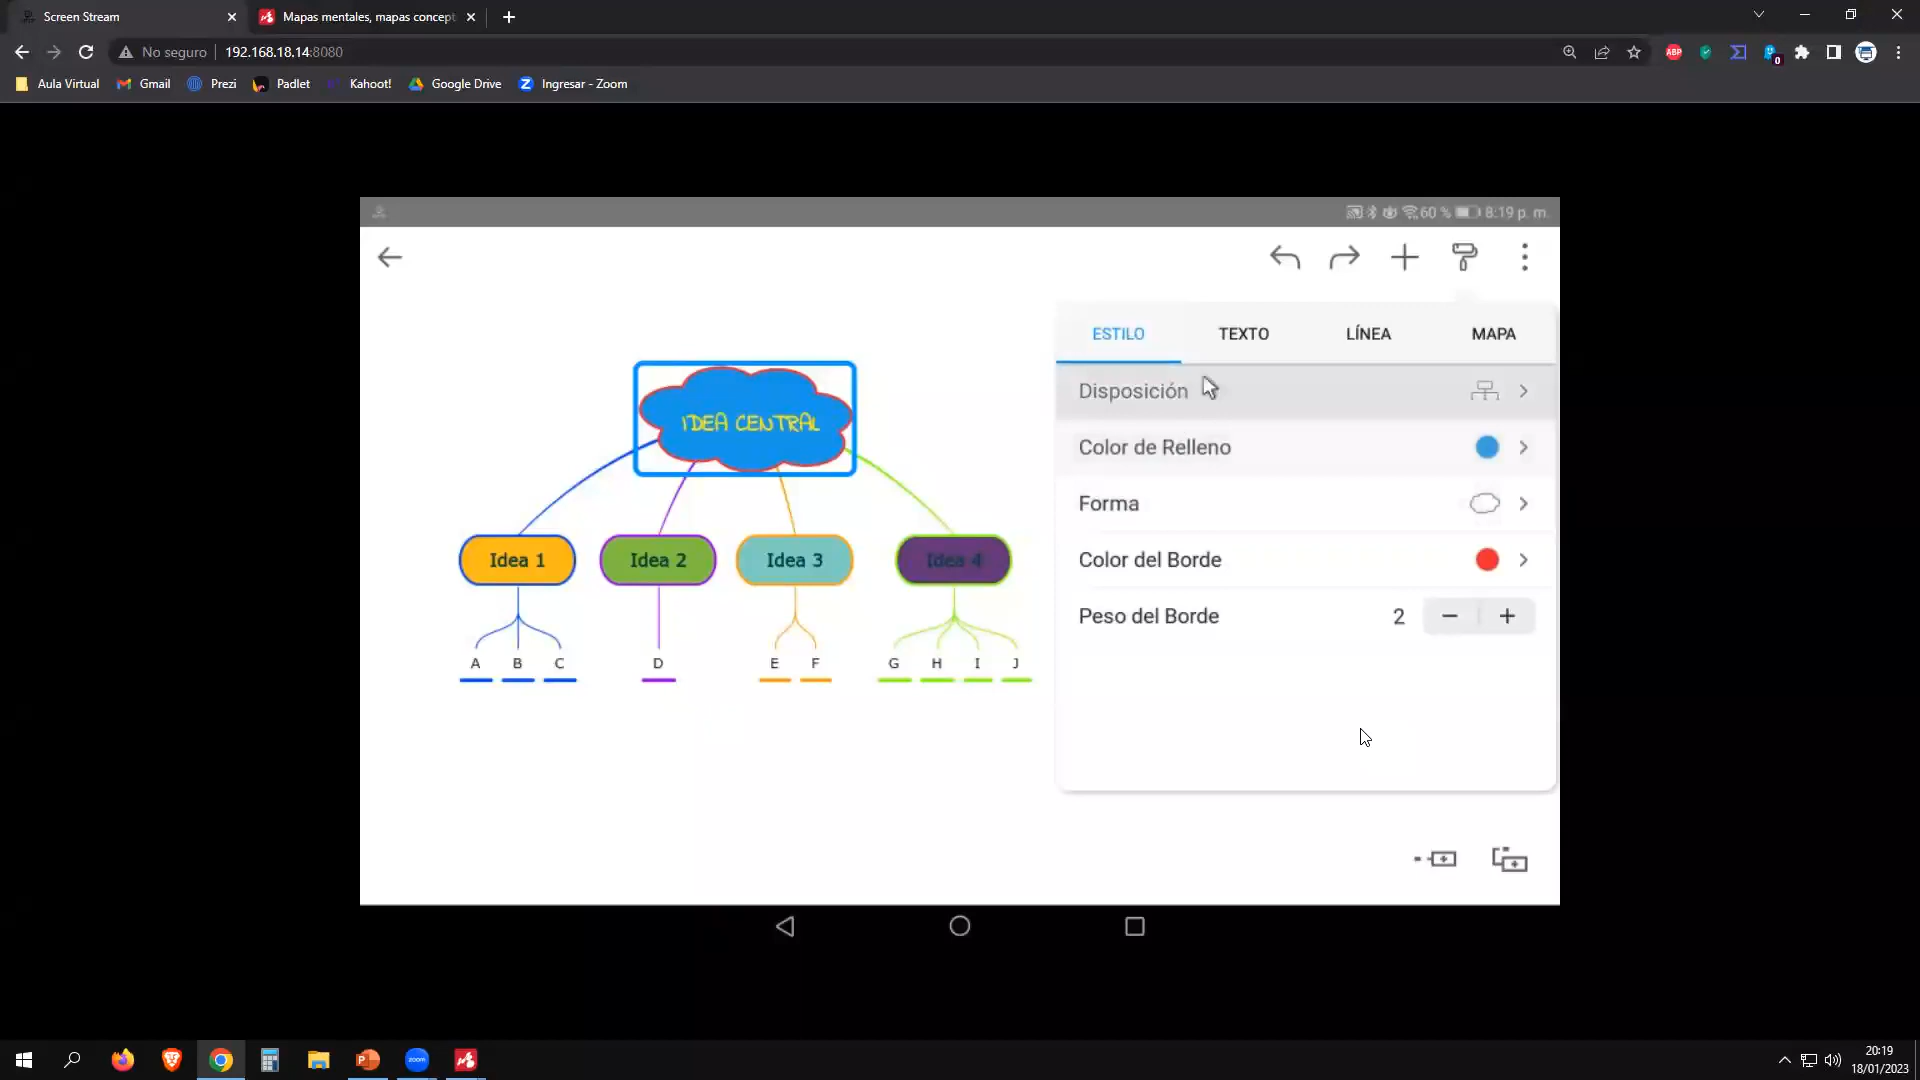 Screen Stream
Mapas mentales, mapas concept
No seguro
192.168.18.14:8080
ABP
0
Aula Virtual
Gmail
Prezi
Padlet
Kahoot!
Google Drive
Z
Ingresar - Zoom
60 %
8:19 p. m.
ESTILO
TEXTO
LÍNEA
MAPA
Disposición
Color de Relleno
Forma
Color del Borde
Peso del Borde
2
IDEA CENTRAL
Idea 1
Idea 2
Idea 3
Idea 4
A B C D E F G H I J
zoom
20:19
18/01/2023